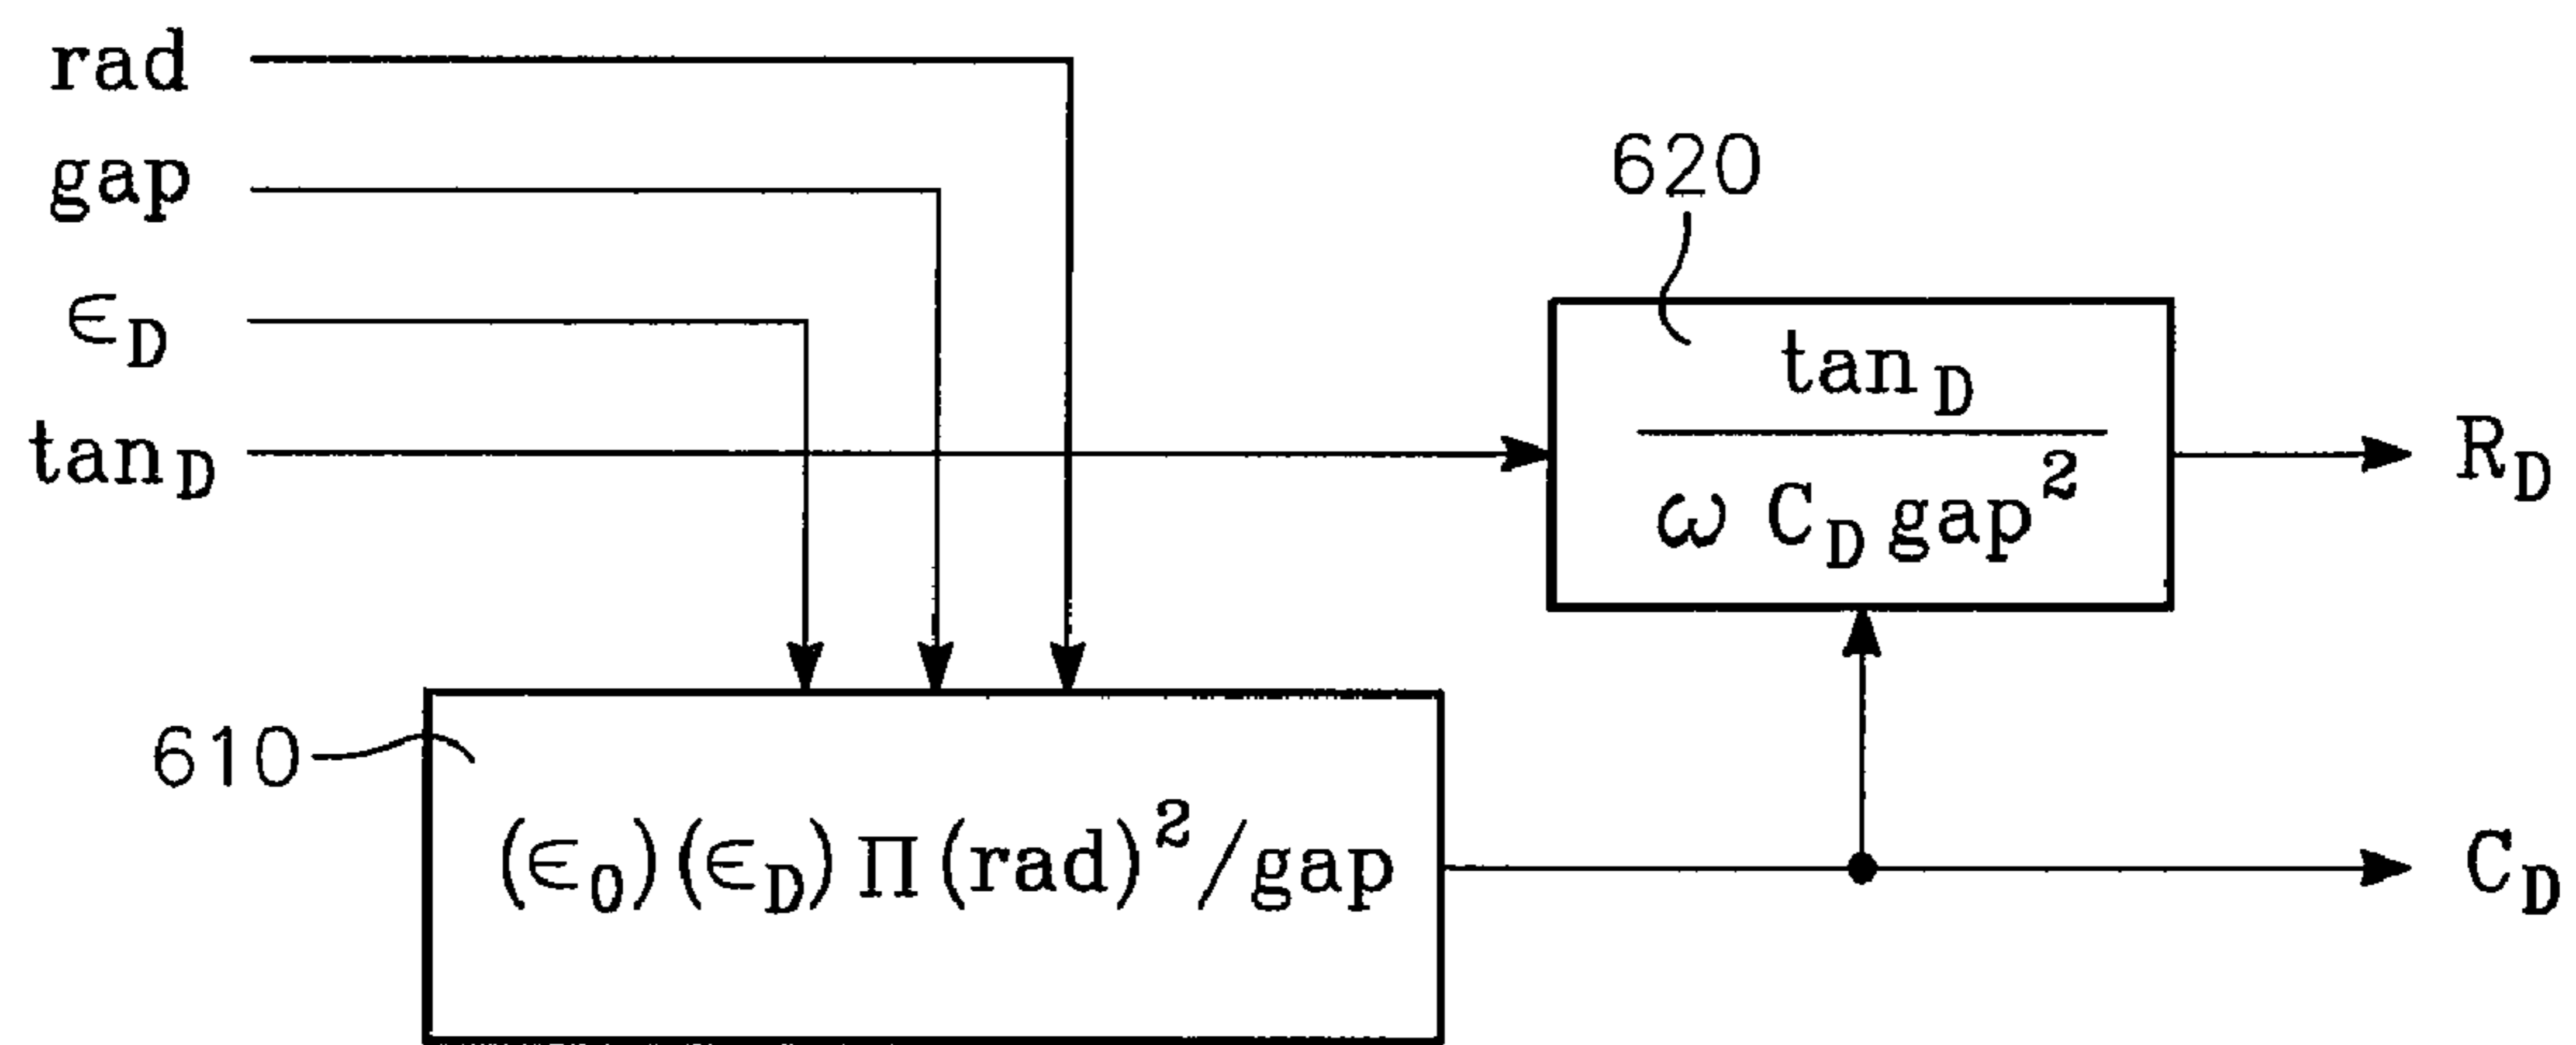 rad
gap
620
∈D
tanD
tanD
ω CD gap²
RD
610
(∈0)(∈D)Π(rad)²/gap
CD